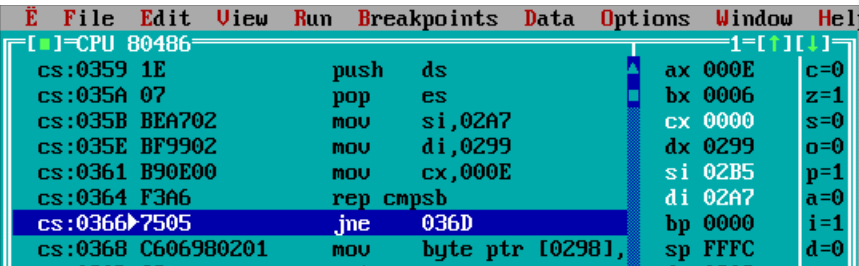 Ë File Edit View Run Breakpoints Data Options Window Hel
[■]=CPU 80486 1=[↑][↓]
cs:0359 1E push ds ax 000E c=0
cs:035A 07 pop es bx 0006 z=1
cs:035B BEA702 mov si,02A7 cx 0000 s=0
cs:035E BF9902 mov di,0299 dx 0299 o=0
cs:0361 B90E00 mov cx,000E si 02B5 p=1
cs:0364 F3A6 rep cmpsb di 02A7 a=0
cs:0366►7505 jne 036D bp 0000 i=1
cs:0368 C606980201 mov byte ptr [0298], sp FFFC d=0